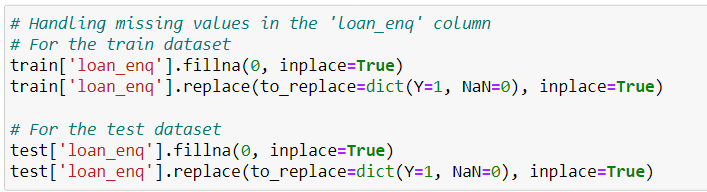 # Handling missing values in the 'loan_enq' column
# For the train dataset
train['loan_enq'].fillna(0, inplace=True)
train['loan_enq'].replace(to_replace=dict(Y=1, NaN=0), inplace=True)
# For the test dataset
test['loan_enq'].fillna(0, inplace=True)
test['loan_enq'].replace(to_replace=dict(Y=1, NaN=0), inplace=True)